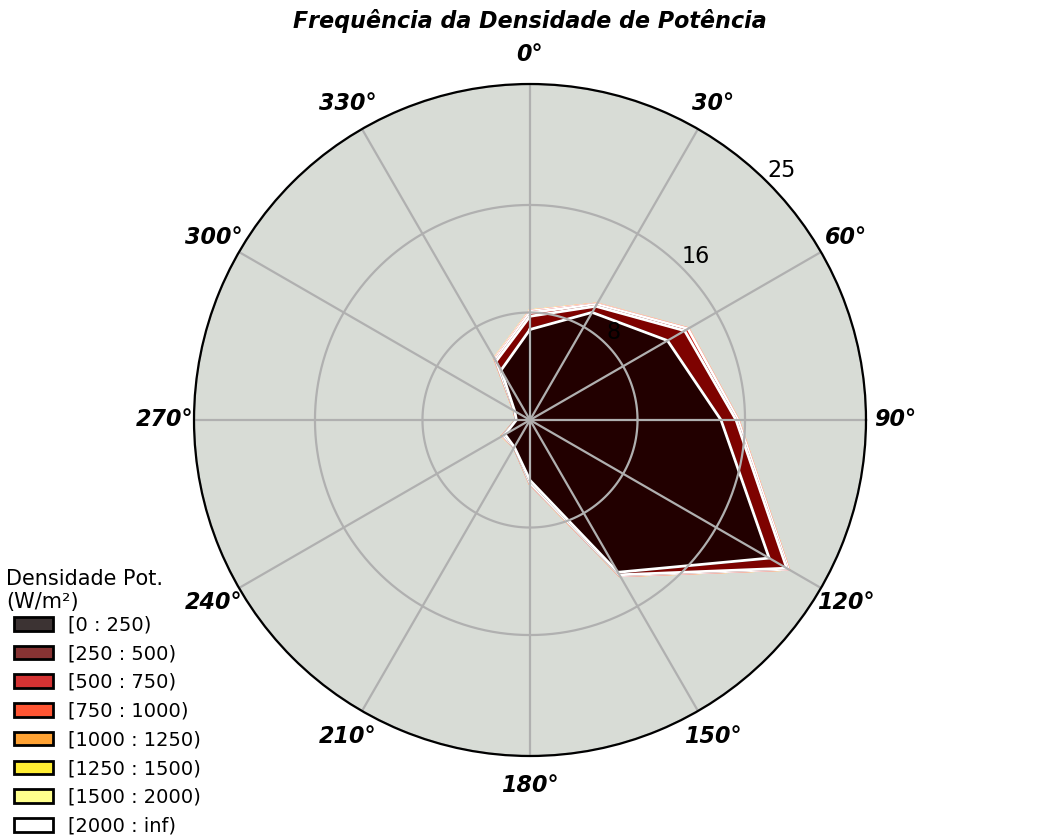 Frequência da Densidade de Potência
0°
330°
30°
25
300°
60°
16
8
270°
90°
Densidade Pot.
(W/m²)
240°
120°
[0 : 250)
[250 : 500)
[500 : 750)
[750 : 1000)
210°
150°
[1000 : 1250)
[1250 : 1500)
180°
[1500 : 2000)
[2000 : inf)